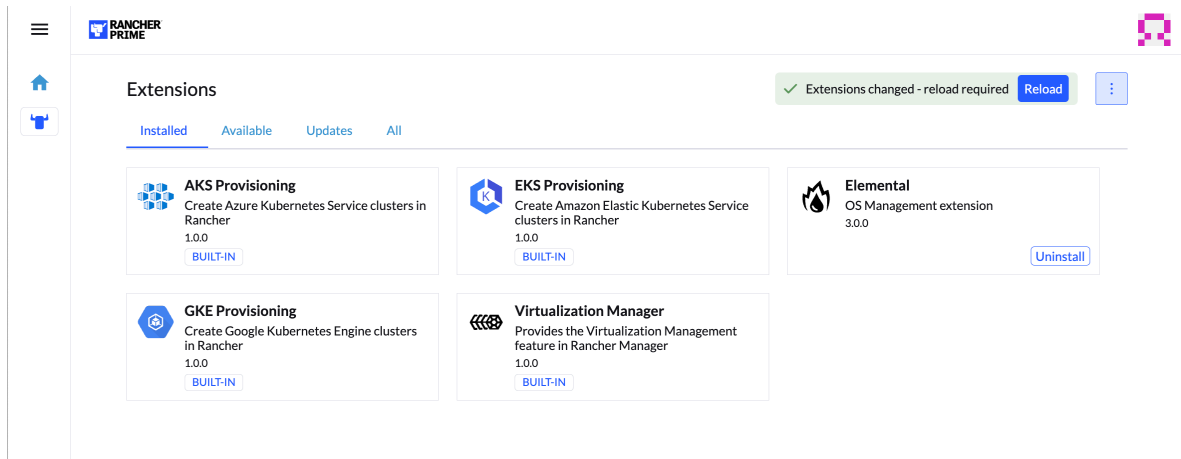 RANCHER
PRIME
Extensions
Extensions changed - reload required
Reload
Installed
Available
Updates
All
AKS Provisioning
Create Azure Kubernetes Service clusters in
Rancher
1.0.0
BUILT-IN
EKS Provisioning
Create Amazon Elastic Kubernetes Service
clusters in Rancher
1.0.0
BUILT-IN
Elemental
OS Management extension
3.0.0
Uninstall
GKE Provisioning
Create Google Kubernetes Engine clusters
in Rancher
1.0.0
BUILT-IN
Virtualization Manager
Provides the Virtualization Management
feature in Rancher Manager
1.0.0
BUILT-IN